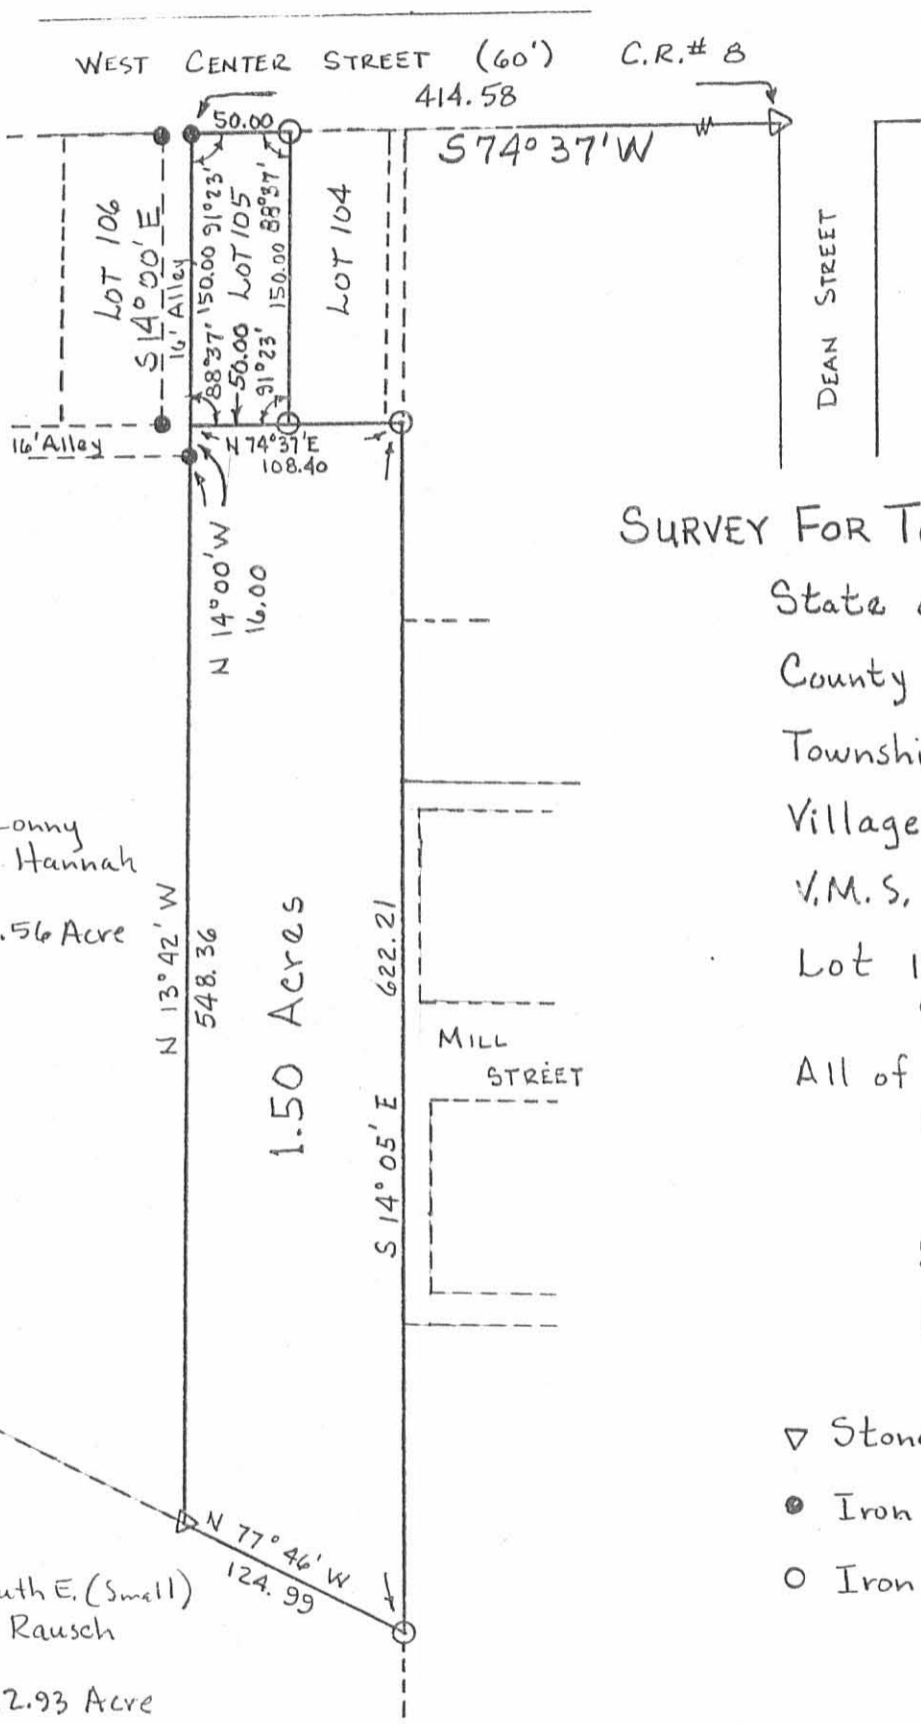 WEST CENTER STREET (60') C.R.# 8
414.58
50.00
S 74° 37' W
LOT 106
S 14° 00' E
16' Alley
150.00
91°23'
88°37'
LOT 105
50.00
88°37'
150.00
91°23'
LOT 104
DEAN STREET
16' Alley
N 74°37' E
108.40
N 14°00' W
16.00
SURVEY FOR
State
County
Village
V.M.S.
Lot 1
All of
Hannah
.56 Acre
N 13°42' W
548.36
1.50 Acres
622.21
S 14° 05' E
MILL
STREET
N 77° 46' W
124.99
E. (Small)
Rausch
2.93 Acre
Iron
Iron